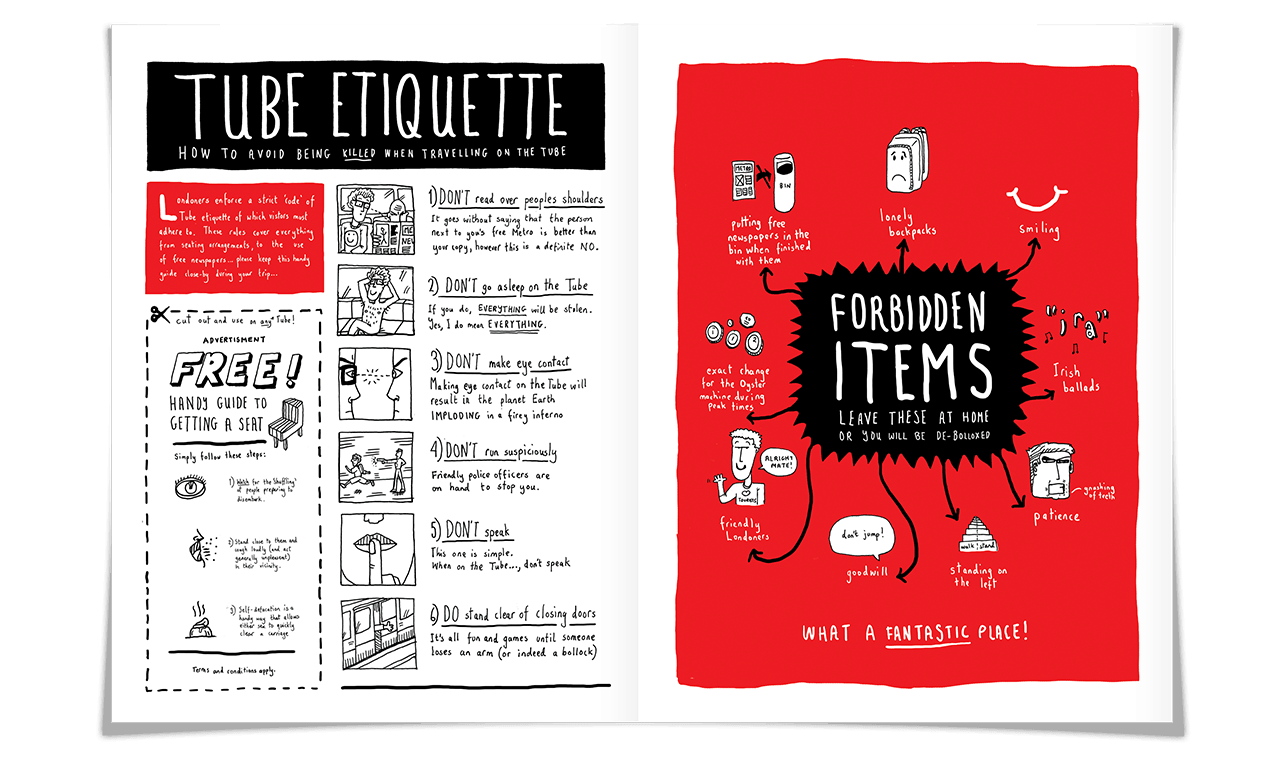 TUBE ETIQUETTE
HOW TO AVOID BEING KILLED WHEN TRAVELLING ON THE TUBE
Londoners enforce a strict 'code' of
Tube etiquette of which vistors must
adhere to. These rules cover everything
from seating arrangements, to the use
of free newspapers... please keep this handy
guide close-by during your trip...
cut out and use on any* Tube!
ADVERTISMENT
FREE!
HANDY GUIDE TO
GETTING A SEAT
Simply follow these steps:
1) Watch for the 'Shuffling'
of people preparing to
disembark.
2) Stand close to them and
cough loudly (and act
generally unpleasant)
in their vicinity.
3) Self-defacation is a
handy way that allows
either sex to quickly
clear a carriage
Terms and conditions apply.
1) DON'T read over peoples shoulders
It goes without saying that the person
next to you's free Metro is better than
your copy, however this is a definite NO.
2) DON'T go asleep on the Tube
If you do, EVERYTHING will be stolen.
Yes, I do mean EVERYTHING.
3) DON'T make eye contact
Making eye contact on the Tube will
result in the planet Earth
IMPLODING in a firey inferno
4) DON'T run suspiciously
Friendly police officers are
on hand to stop you.
5) DON'T speak
This one is simple.
When on the Tube..., don't speak
6) DO stand clear of closing doors
It's all fun and games until someone
loses an arm (or indeed a bollock)
METRO
BIN
putting free
newspapers in the
bin when finished
with them
lonely
backpacks
smiling
FORBIDDEN
ITEMS
LEAVE THESE AT HOME
OR YOU WILL BE DE-BOLLOXED
exact change
for the Oyster
machine during
peak times
"ira"
Irish
ballads
ALRIGHT
MATE!
friendly
Londoners
don't jump!
goodwill
walk stand
standing on
the left
gnashing
of teeth
patience
WHAT A FANTASTIC PLACE!